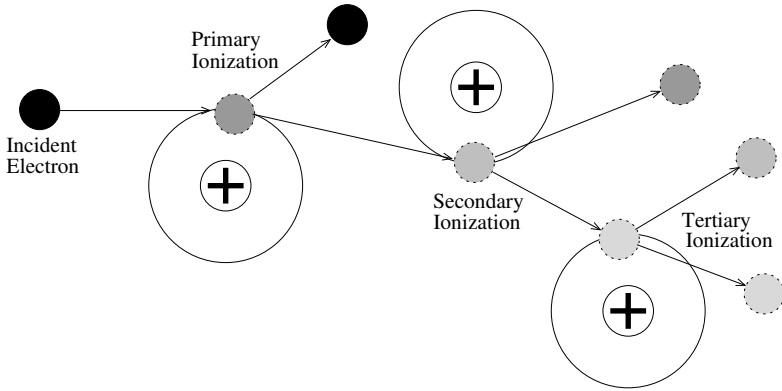 Primary
Ionization
Incident
Electron
Secondary
Ionization
Tertiary
Ionization